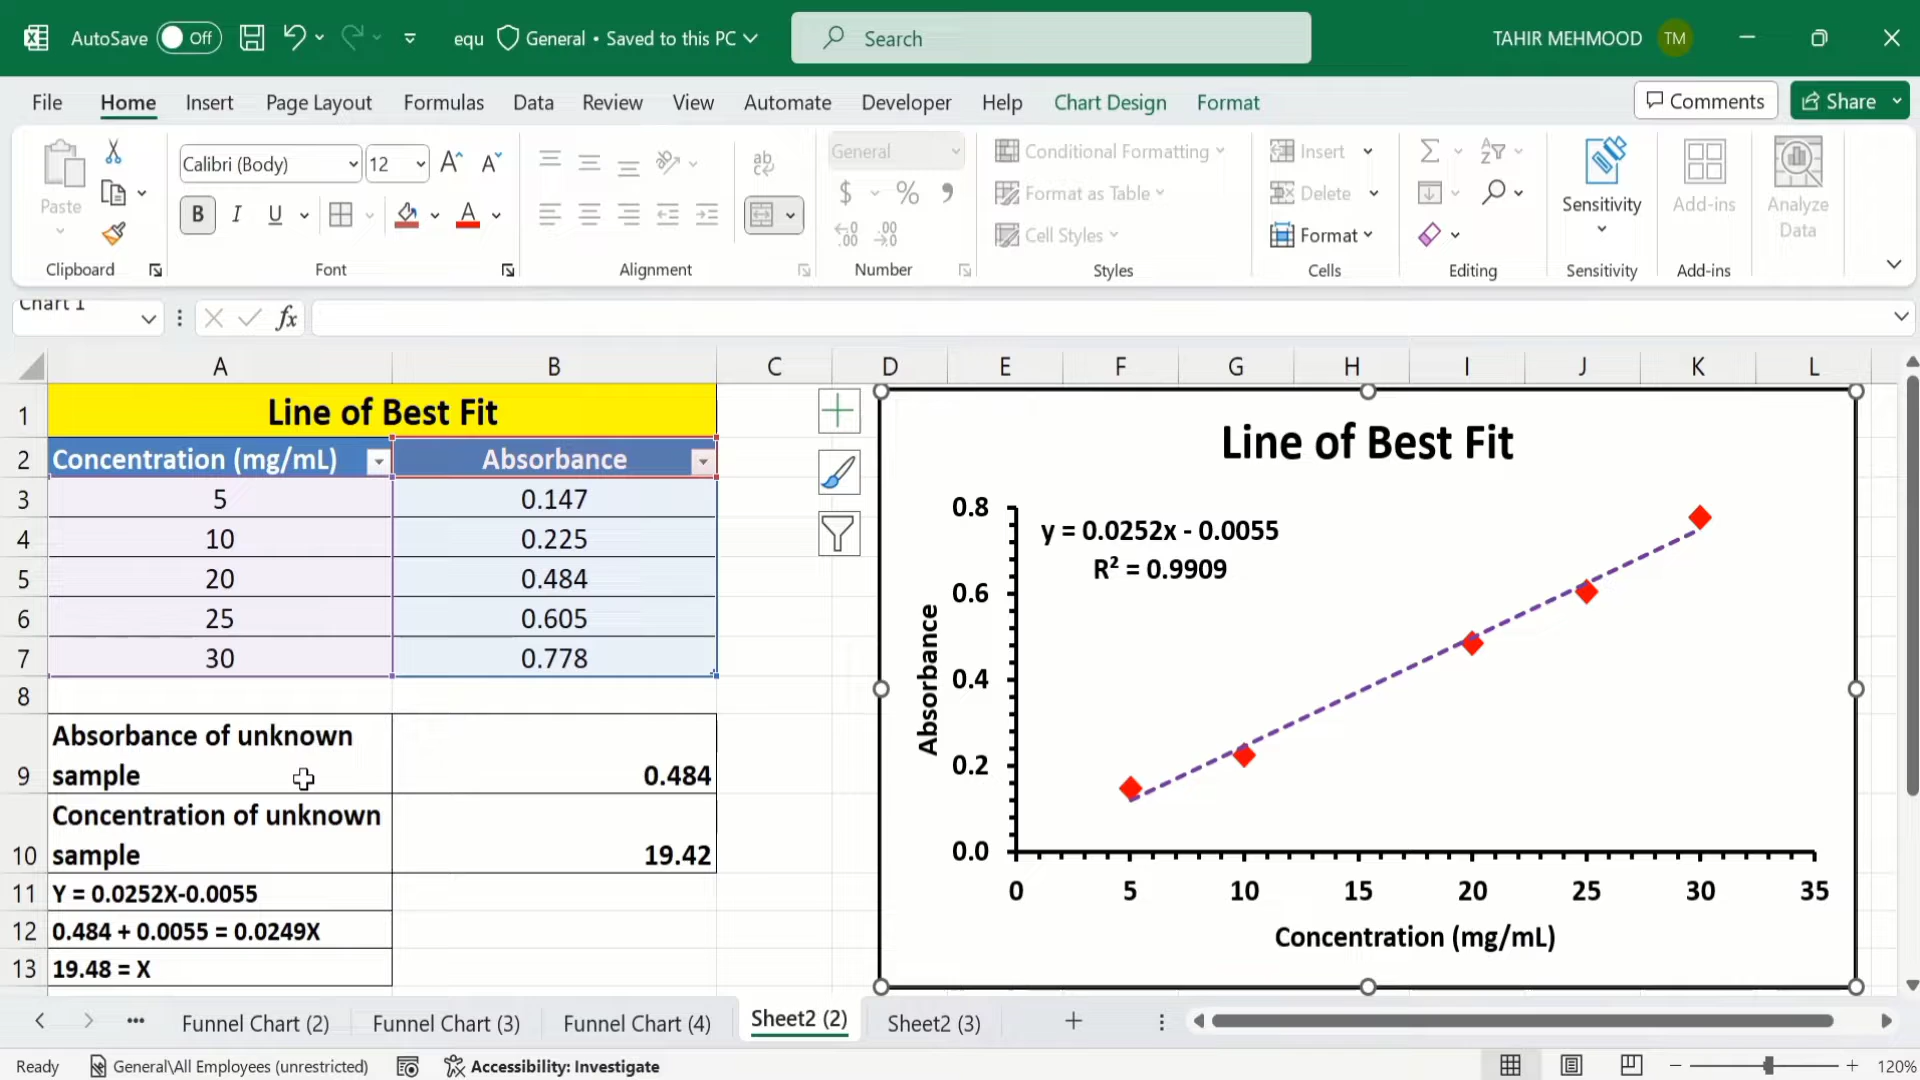 AutoSave Off equ General • Saved to this PC Search TAHIR MEHMOOD TM
File Home Insert Page Layout Formulas Data Review View Automate Developer Help Chart Design Format Comments Share
Paste Calibri (Body) 12 A A ab General Conditional Formatting Insert Σ Sensitivity Add-ins Analyze Data
B I U A $ % 9 Format as Table Delete
.00 .00 Cell Styles Format
Clipboard Font Alignment Number Styles Cells Editing Sensitivity Add-ins
Chart 1 fx
A B C D E F G H I J K L
1 Line of Best Fit
2 Concentration (mg/mL) Absorbance
3 5 0.147
4 10 0.225
5 20 0.484
6 25 0.605
7 30 0.778
8
Absorbance of unknown
9 sample 0.484
Concentration of unknown
10 sample 19.42
11 Y = 0.0252X-0.0055
12 0.484 + 0.0055 = 0.0249X
13 19.48 = X
Line of Best Fit
y = 0.0252x - 0.0055
R² = 0.9909
Absorbance
0.8
0.6
0.4
0.2
0.0
0 5 10 15 20 25 30 35
Concentration (mg/mL)
Funnel Chart (2) Funnel Chart (3) Funnel Chart (4) Sheet2 (2) Sheet2 (3)
Ready General\All Employees (unrestricted) Accessibility: Investigate 120%